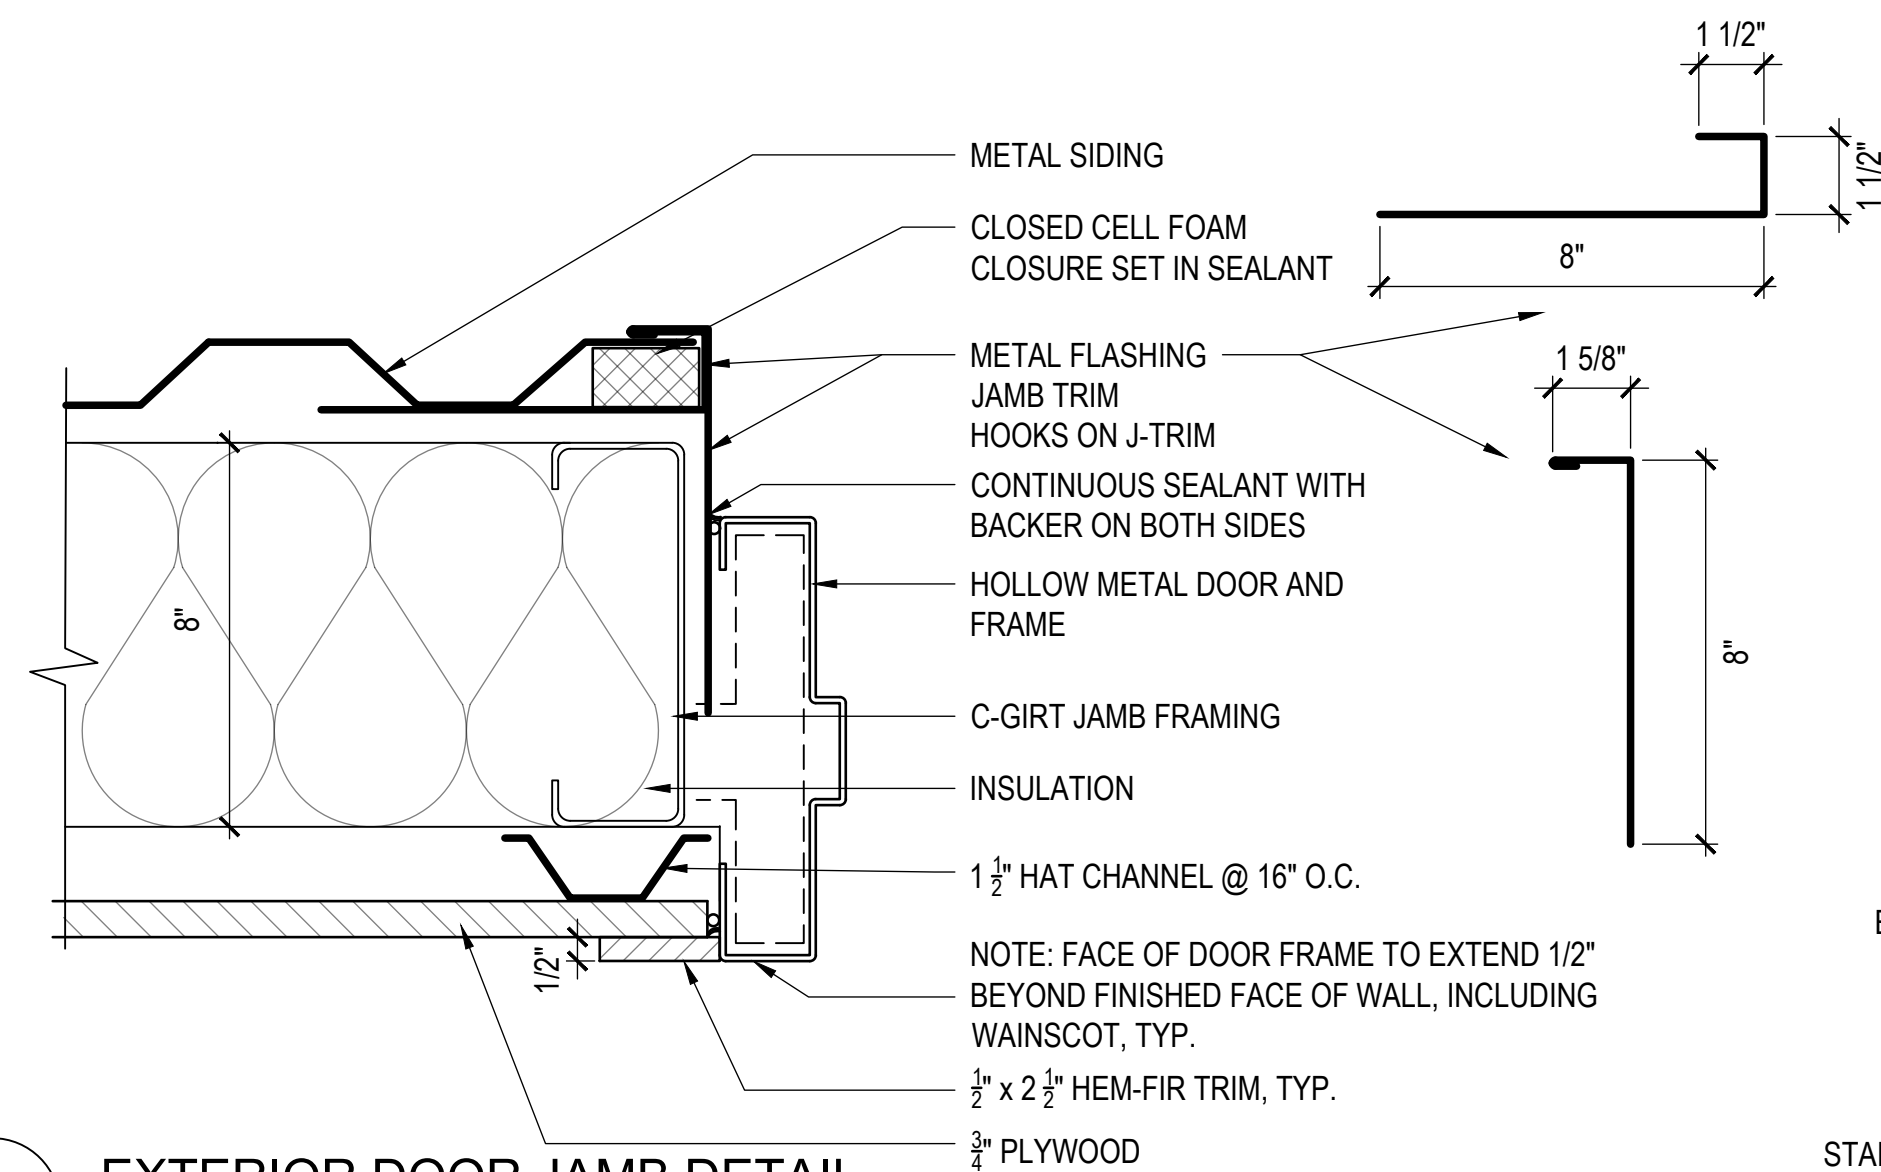 1 1/2"
1 1/2"
8"
METAL SIDING
CLOSED CELL FOAM
CLOSURE SET IN SEALANT
METAL FLASHING
JAMB TRIM
HOOKS ON J-TRIM
1 5/8"
8"
CONTINUOUS SEALANT WITH
BACKER ON BOTH SIDES
HOLLOW METAL DOOR AND
FRAME
8"
C-GIRT JAMB FRAMING
INSULATION
1 1/2" HAT CHANNEL @ 16" O.C.
NOTE: FACE OF DOOR FRAME TO EXTEND 1/2"
BEYOND FINISHED FACE OF WALL, INCLUDING
WAINSCOT, TYP.
1/2"
1/2" x 2 1/2" HEM-FIR TRIM, TYP.
3/4" PLYWOOD
EXTERIOR DOOR JAMB DETAIL